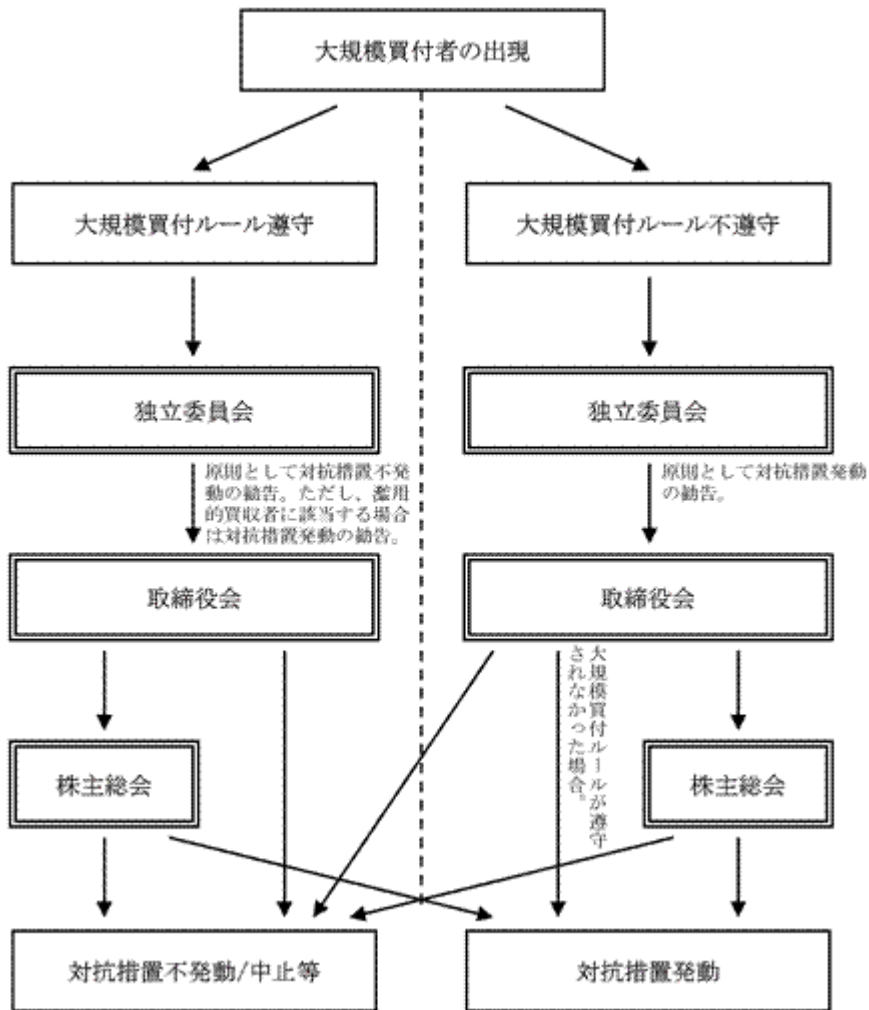 大規模買付者の出現
大規模買付ルール遵守
大規模買付ルール不遵守
独立委員会
独立委員会
原則として対抗措置不発
動の勧告。ただし、濫用
的買収者に該当する場合
は対抗措置発動の勧告。
原則として対抗措置発動
の勧告。
取締役会
取締役会
大規模買付ルールが遵守
されなかった場合。
株主総会
株主総会
対抗措置不発動/中止等
対抗措置発動